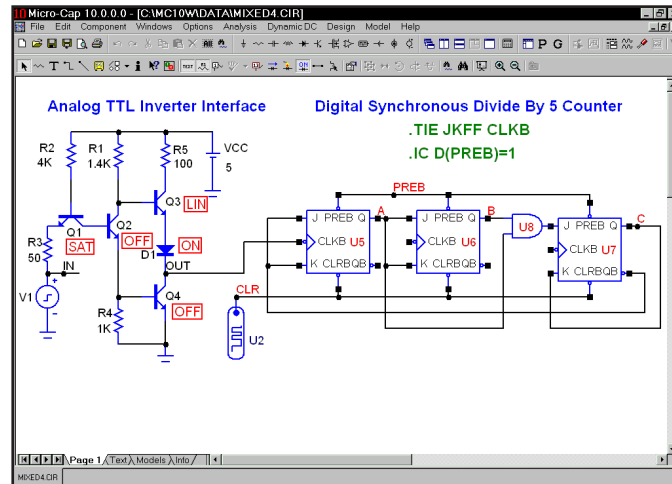 Micro-Cap 10.0.0.0 - [C:\MC10W\DATA\MIXED4.CIR]
File Edit Component Windows Options Analysis Dynamic DC Design Model Help
Analog TTL Inverter Interface
Digital Synchronous Divide By 5 Counter
.TIE JKFF CLKB
.IC D(PREB)=1
R2
4K
R1
1.4K
R5
100
VCC
5
Q3
LIN
Q1
SAT
Q2
OFF
ON
D1
R3
50
IN
OUT
V1
Q4
OFF
R4
1K
PREB
A
B
C
J PREB Q
CLKB U5
K CLRBQB
J PREB Q
CLKB U6
K CLRBQB
U8
J PREB Q
CLKB U7
K CLRBQB
CLR
U2
Page 1 Text Models Info
MIXED4.CIR